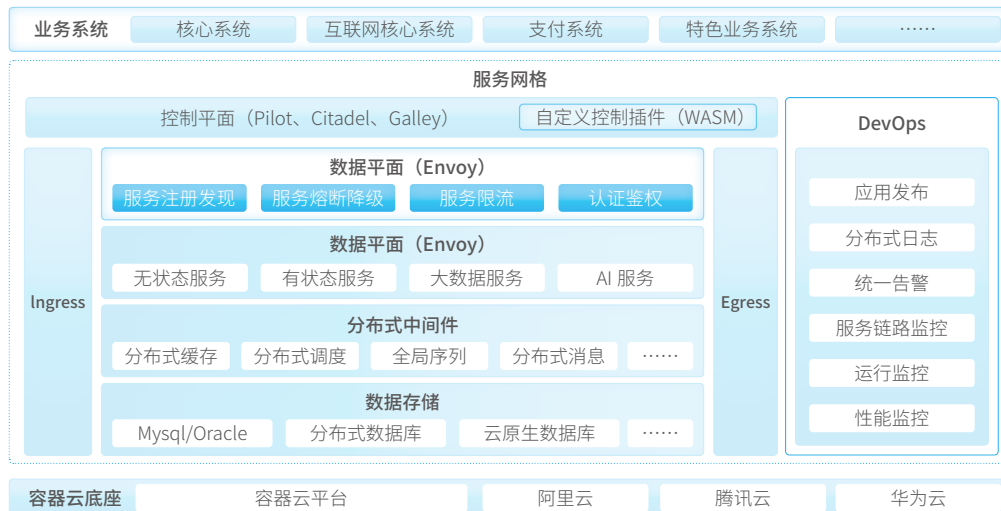 业务系统 核心系统 互联网核心系统 支付系统 特色业务系统 ······
服务网格
控制平面（Pilot、Citadel、Galley） 自定义控制插件（WASM）
Ingress
数据平面（Envoy）
服务注册发现 服务熔断降级 服务限流 认证鉴权
数据平面（Envoy）
无状态服务 有状态服务 大数据服务 AI 服务
分布式中间件
分布式缓存 分布式调度 全局序列 分布式消息 ······
数据存储
Mysql/Oracle 分布式数据库 云原生数据库 ······
Egress
DevOps
应用发布
分布式日志
统一告警
服务链路监控
运行监控
性能监控
容器云底座 容器云平台 阿里云 腾讯云 华为云